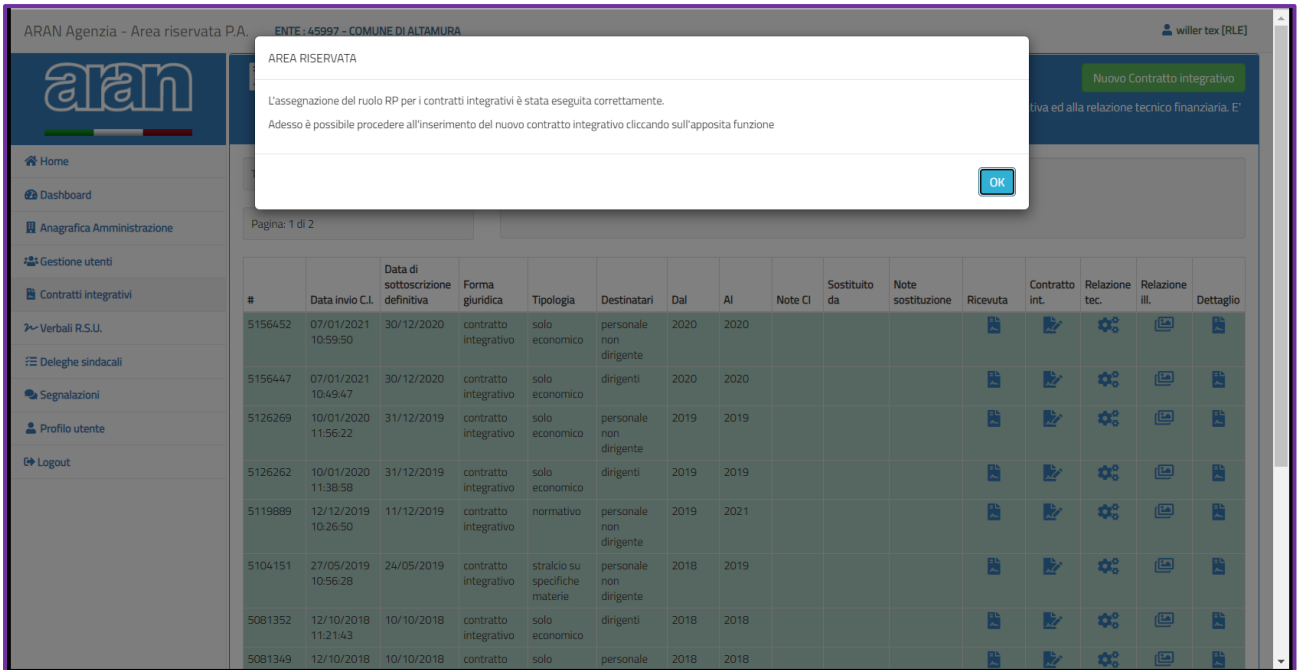 ARAN Agenzia - Area riservata P.A. ENTE : 45997 - COMUNE DI ALTAMURA willer tex [RLE]
AREA RISERVATA
L'assegnazione del ruolo RP per i contratti integrativi è stata eseguita correttamente.
Adesso è possibile procedere all'inserimento del nuovo contratto integrativo cliccando sull'apposita funzione
OK
Nuovo Contratto integrativo
tiva ed alla relazione tecnico finanziaria. E'
aran
Home
Dashboard
Anagrafica Amministrazione
Gestione utenti
Contratti integrativi
Verbali R.S.U.
Deleghe sindacali
Segnalazioni
Profilo utente
Logout
Pagina: 1 di 2
# Data invio C.I. Data di sottoscrizione definitiva Forma giuridica Tipologia Destinatari Dal Al Note CI Sostituito da Note sostituzione Ricevuta Contratto int. Relazione tec. Relazione ill. Dettaglio
5156452 07/01/2021 10:59:50 30/12/2020 contratto integrativo solo economico personale non dirigente 2020 2020
5156447 07/01/2021 10:49:47 30/12/2020 contratto integrativo solo economico dirigenti 2020 2020
5126269 10/01/2020 11:56:22 31/12/2019 contratto integrativo solo economico personale non dirigente 2019 2019
5126262 10/01/2020 11:38:58 31/12/2019 contratto integrativo solo economico dirigenti 2019 2019
5119889 12/12/2019 10:26:50 11/12/2019 contratto integrativo normativo personale non dirigente 2019 2021
5104151 27/05/2019 10:56:28 24/05/2019 contratto integrativo stralcio su specifiche materie personale non dirigente 2018 2019
5081352 12/10/2018 11:21:43 10/10/2018 contratto integrativo solo economico dirigenti 2018 2018
5081349 12/10/2018 10/10/2018 contratto solo personale 2018 2018